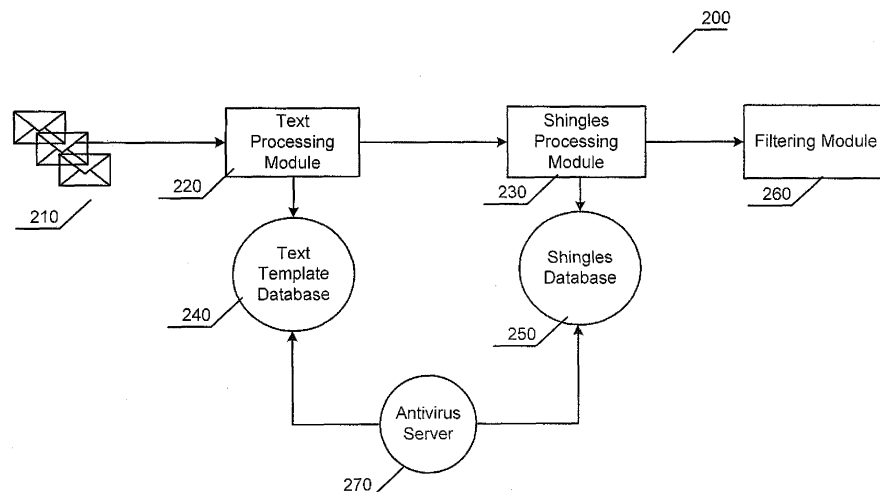 200
Text
Processing
Module
Shingles
Processing
Module
Filtering Module
210
220
230
260
Text
Template
Database
Shingles
Database
240
250
Antivirus
Server
270